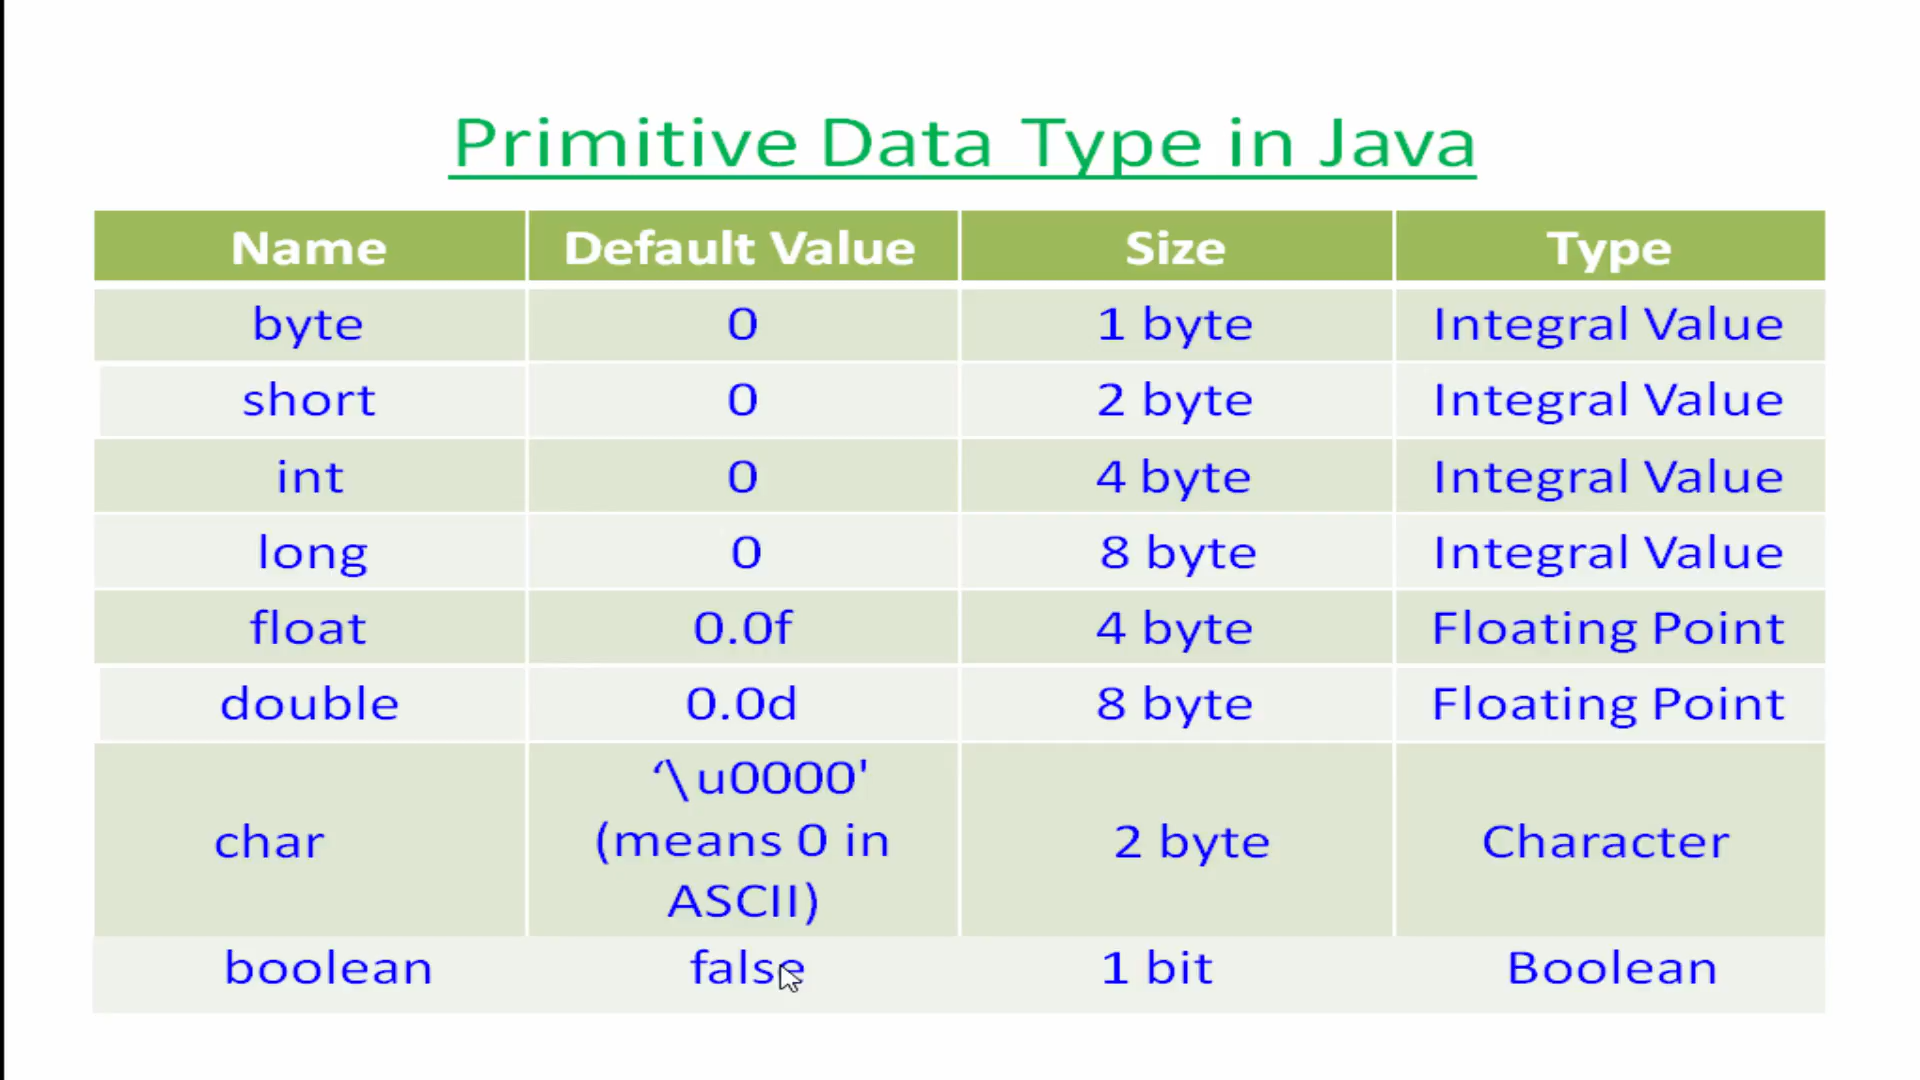 Primitive Data Type in Java
Name Default Value Size Type
byte 0 1 byte Integral Value
short 0 2 byte Integral Value
int 0 4 byte Integral Value
long 0 8 byte Integral Value
float 0.0f 4 byte Floating Point
double 0.0d 8 byte Floating Point
char ‘\u0000' (means 0 in ASCII) 2 byte Character
boolean false 1 bit Boolean